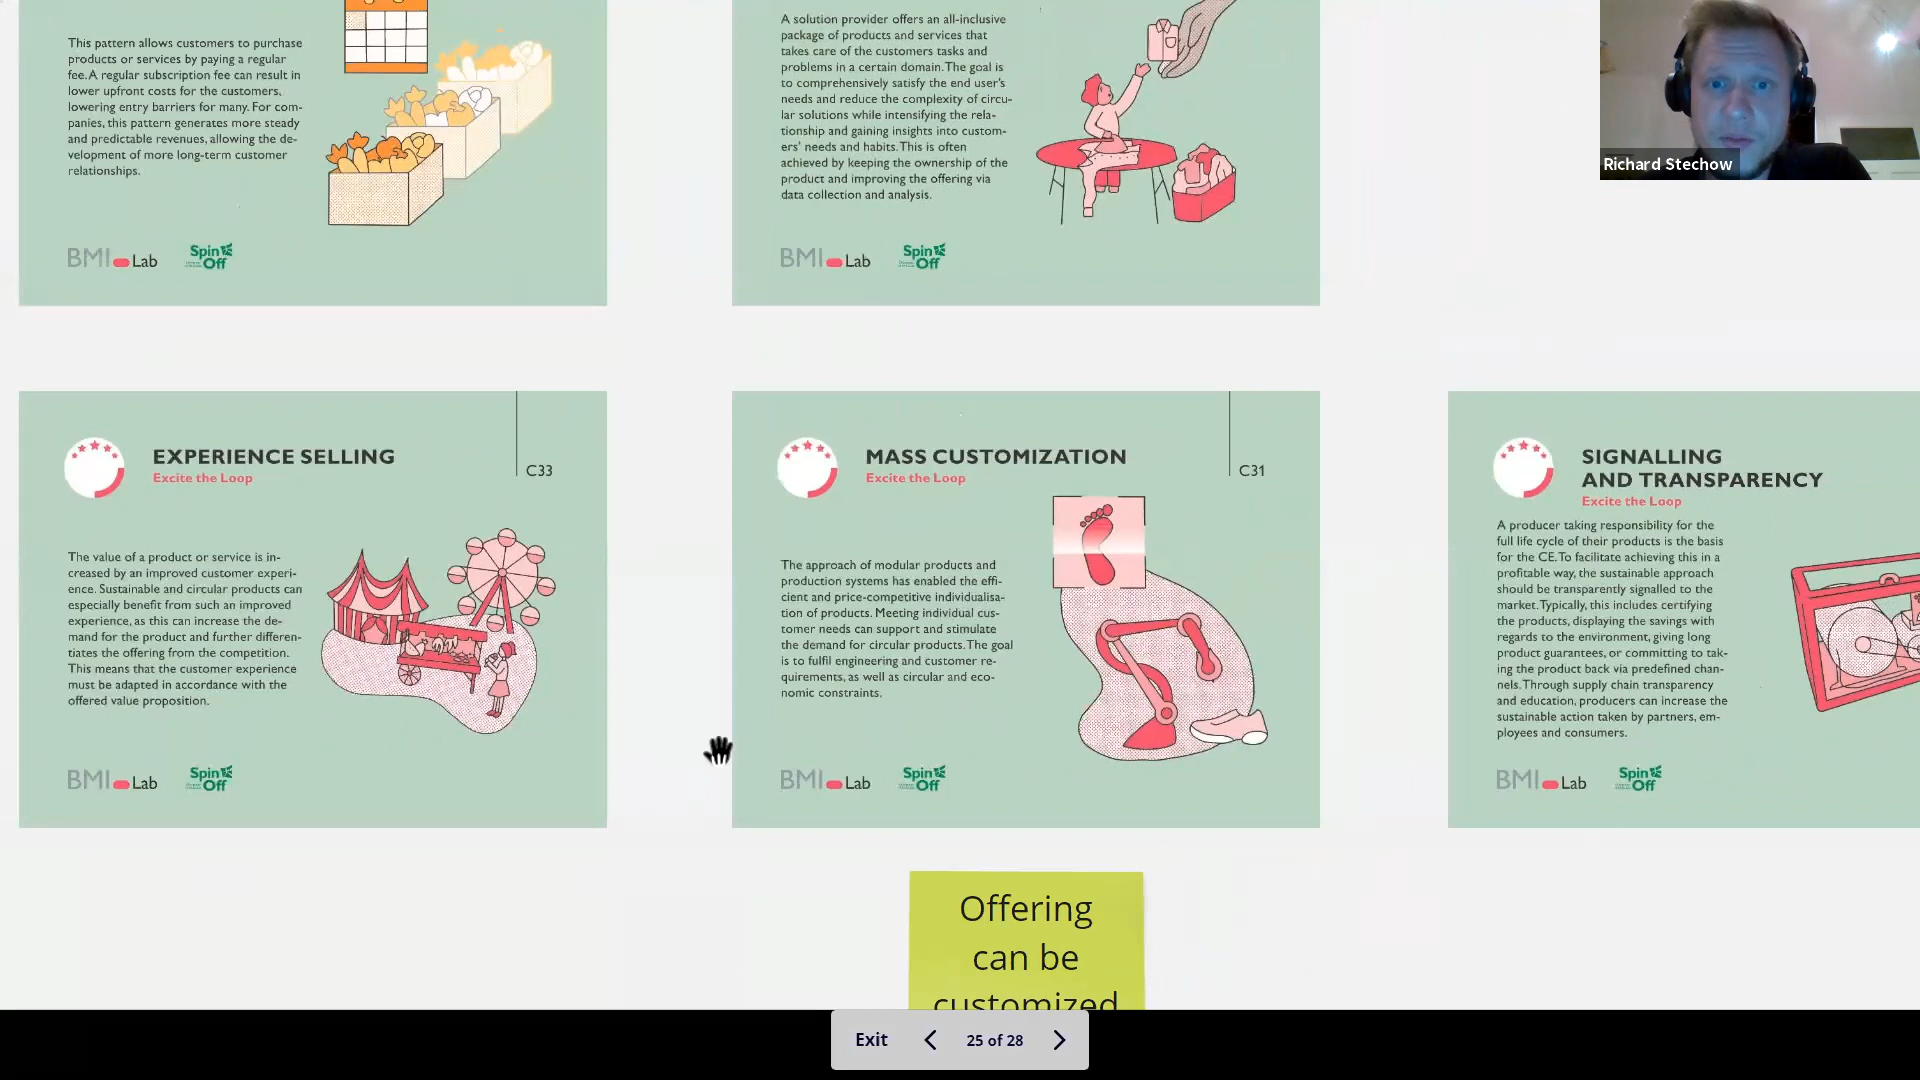 This pattern allows customers to purchase
products or services by paying a regular
fee. A regular subscription fee can result in
lower upfront costs for the customers,
lowering entry barriers for many. For com-
panies, this pattern generates more steady
and predictable revenues, allowing the de-
velopment of more long-term customer
relationships.
BMI Lab
Spin
Off
A solution provider offers an all-inclusive
package of products and services that
takes care of the customers tasks and
problems in a certain domain. The goal is
to comprehensively satisfy the end user's
needs and reduce the complexity of circu-
lar solutions while intensifying the rela-
tionship and gaining insights into custom-
ers' needs and habits. This is often
achieved by keeping the ownership of the
product and improving the offering via
data collection and analysis.
BMI Lab
Spin
Off
Richard Stechow
EXPERIENCE SELLING
Excite the Loop
C33
The value of a product or service is in-
creased by an improved customer experi-
ence. Sustainable and circular products can
especially benefit from such an improved
experience, as this can increase the de-
mand for the product and further differen-
tiates the offering from the competition.
This means that the customer experience
must be adapted in accordance with the
offered value proposition.
BMI Lab
Spin
Off
MASS CUSTOMIZATION
Excite the Loop
C31
The approach of modular products and
production systems has enabled the effi-
cient and price-competitive individualisa-
tion of products. Meeting individual cus-
tomer needs can support and stimulate
the demand for circular products. The goal
is to fulfil engineering and customer re-
quirements, as well as circular and eco-
nomic constraints.
BMI Lab
Spin
Off
SIGNALLING
AND TRANSPARENCY
Excite the Loop
A producer taking responsibility for the
full life cycle of their products is the basis
for the CE. To facilitate achieving this in a
profitable way, the sustainable approach
should be transparently signalled to the
market. Typically, this includes certifying
the products, displaying the savings with
regards to the environment, giving long
product guarantees, or committing to tak-
ing the product back via predefined chan-
nels. Through supply chain transparency
and education, producers can increase the
sustainable action taken by partners, em-
ployees and consumers.
BMI Lab
Spin
Off
Offering
can be
customized
Exit
25 of 28